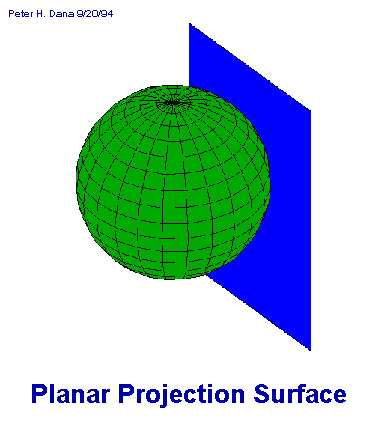 Peter H. Dana 9/20/94
Planar Projection Surface